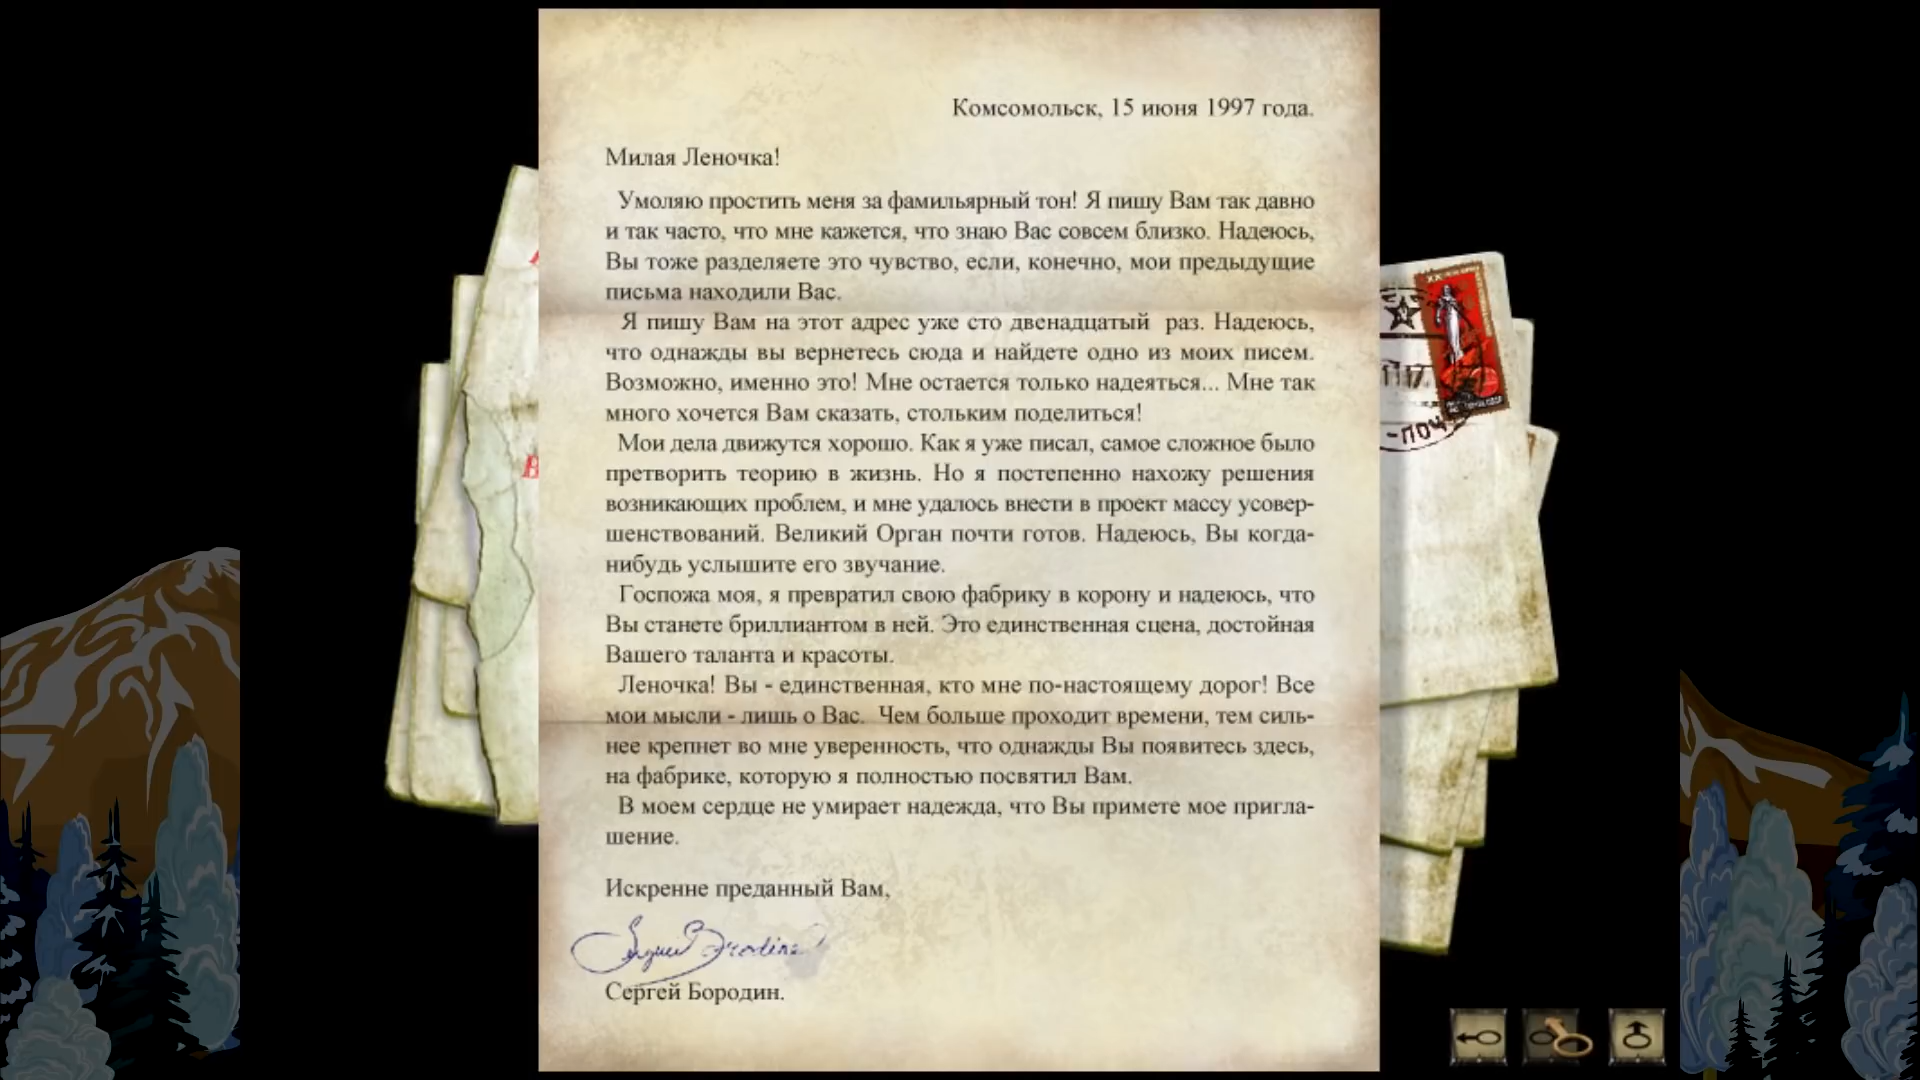 Комсомольск, 15 июня 1997 года.
Милая Леночка!
Умоляю простить меня за фамильярный тон! Я пишу Вам так давно
и так часто, что мне кажется, что знаю Вас совсем близко. Надеюсь,
Вы тоже разделяете это чувство, если, конечно, мои предыдущие
письма находили Вас.
Я пишу Вам на этот адрес уже сто двенадцатый раз. Надеюсь,
что однажды вы вернетесь сюда и найдете одно из моих писем.
Возможно, именно это! Мне остается только надеяться... Мне так
много хочется Вам сказать, стольким поделиться!
Мои дела движутся хорошо. Как я уже писал, самое сложное было
претворить теорию в жизнь. Но я постепенно нахожу решения
возникающих проблем, и мне удалось внести в проект массу усовер-
шенствований. Великий Орган почти готов. Надеюсь, Вы когда-
нибудь услышите его звучание.
Госпожа моя, я превратил свою фабрику в корону и надеюсь, что
Вы станете бриллиантом в ней. Это единственная сцена, достойная
Вашего таланта и красоты.
Леночка! Вы - единственная, кто мне по-настоящему дорог! Все
мои мысли - лишь о Вас. Чем больше проходит времени, тем силь-
нее крепнет во мне уверенность, что однажды Вы появитесь здесь,
на фабрике, которую я полностью посвятил Вам.
В моем сердце не умирает надежда, что Вы примете мое пригла-
шение.
Искренне преданный Вам,
Сергей Бородин.